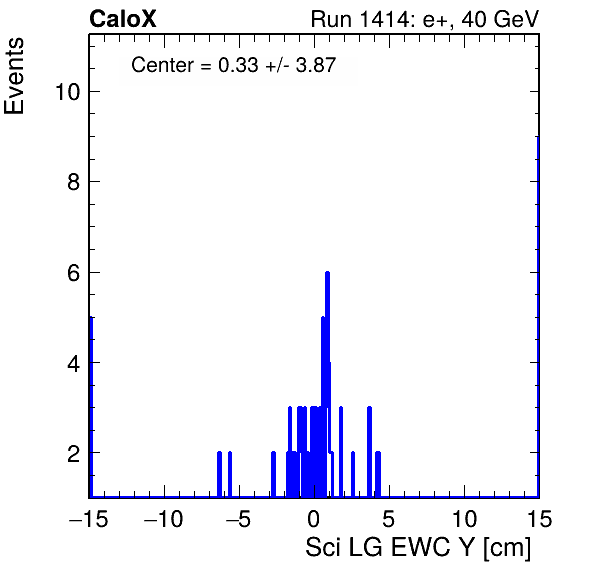 CaloX Run 1414: e+, 40 GeV
Center = 0.33 +/- 3.87
Events
10
8
6
4
2
−15 −10 −5 0 5 10 15
Sci LG EWC Y [cm]